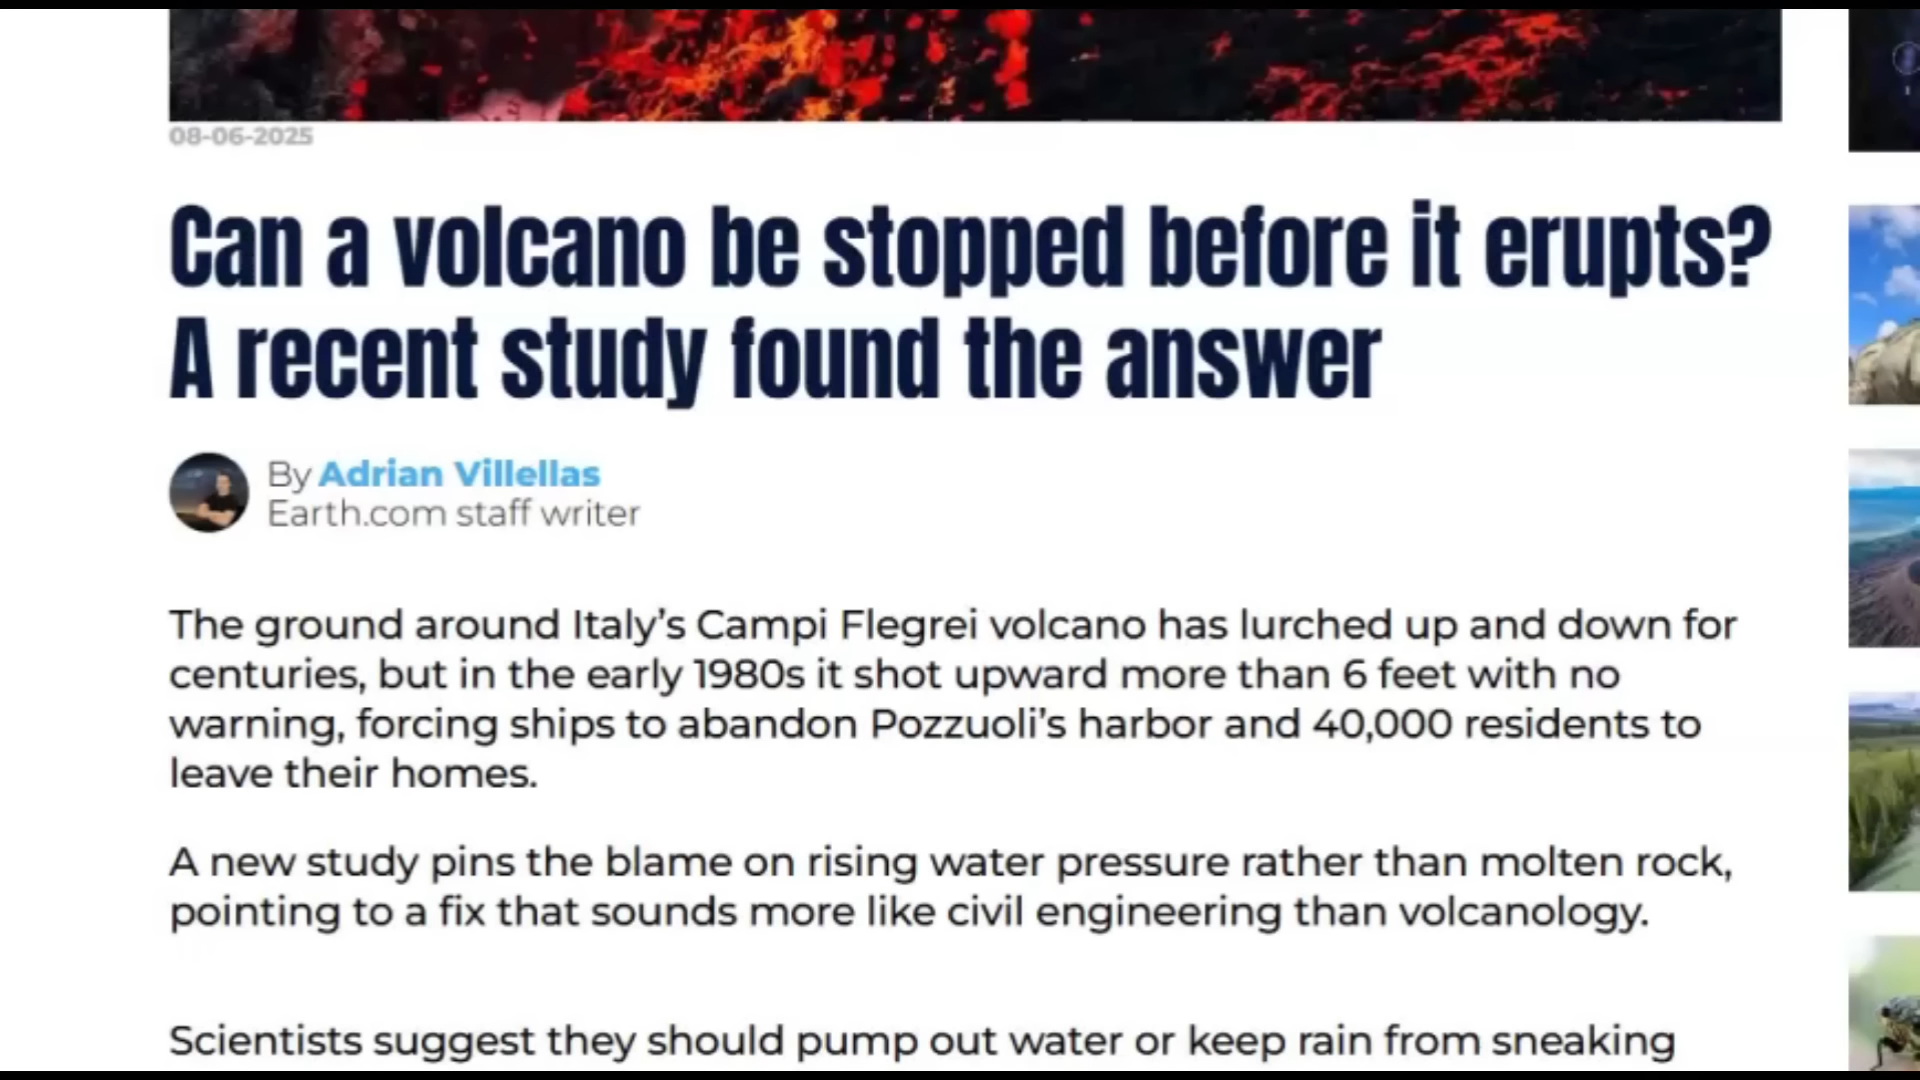 08-06-2025
Can a volcano be stopped before it erupts?
A recent study found the answer
By Adrian Villellas
Earth.com staff writer
The ground around Italy's Campi Flegrei volcano has lurched up and down for
centuries, but in the early 1980s it shot upward more than 6 feet with no
warning, forcing ships to abandon Pozzuoli's harbor and 40,000 residents to
leave their homes.
A new study pins the blame on rising water pressure rather than molten rock,
pointing to a fix that sounds more like civil engineering than volcanology.
Scientists suggest they should pump out water or keep rain from sneaking